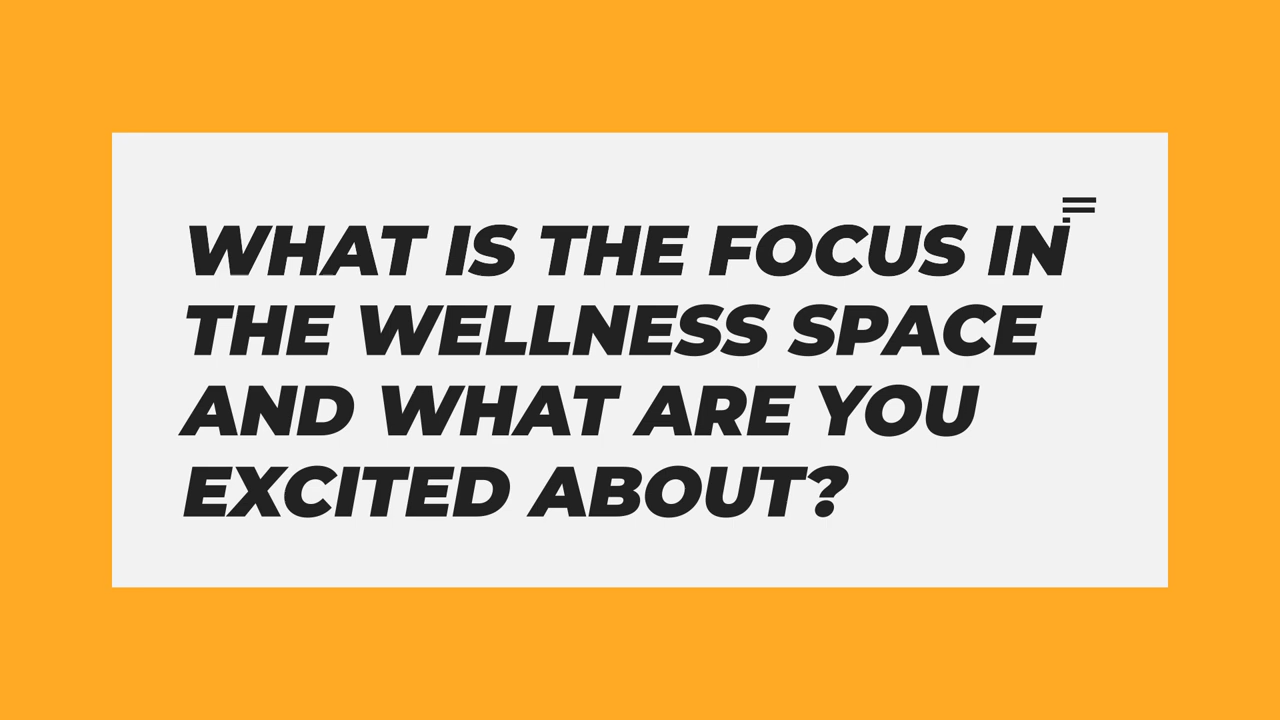 WHAT IS THE FOCUS IN
THE WELLNESS SPACE
AND WHAT ARE YOU
EXCITED ABOUT?